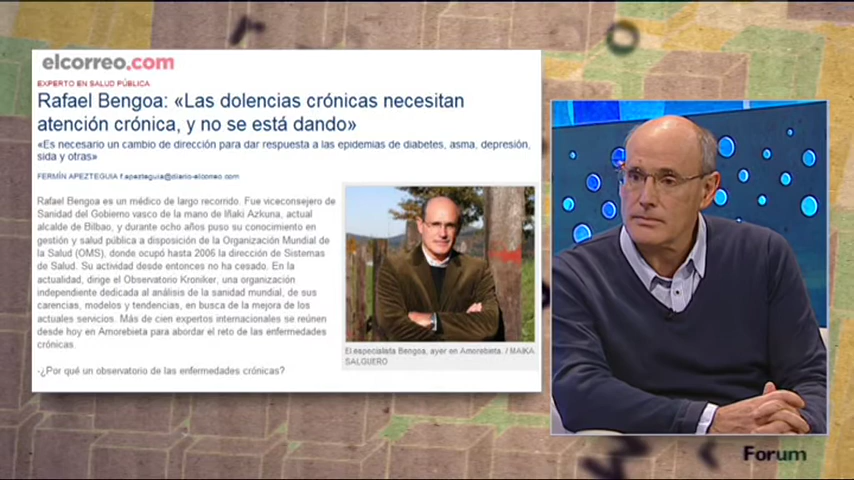 elcorreo.com
EXPERTO EN SALUD PÚBLICA
Rafael Bengoa: «Las dolencias crónicas necesitan
atención crónica, y no se está dando»
«Es necesario un cambio de dirección para dar respuesta a las epidemias de diabetes, asma, depresión,
sida y otras»
FERMÍN APEZTEGUIA f.apezteguia@diario-elcorreo.com
Rafael Bengoa es un médico de largo recorrido. Fue viceconsejero de
Sanidad del Gobierno vasco de la mano de Iñaki Azkuna, actual
alcalde de Bilbao, y durante ocho años puso su conocimiento en
gestión y salud pública a disposición de la Organización Mundial de
la Salud (OMS), donde ocupó hasta 2006 la dirección de Sistemas
de Salud. Su actividad desde entonces no ha cesado. En la
actualidad, dirige el Observatorio Kroniker, una organización
independiente dedicada al análisis de la sanidad mundial, de sus
carencias, modelos y tendencias, en busca de la mejora de los
actuales servicios. Más de cien expertos internacionales se reúnen
desde hoy en Amorebieta para abordar el reto de las enfermedades
crónicas.
-¿Por qué un observatorio de las enfermedades crónicas?
El especialista Bengoa, ayer en Amorebieta. / MAIKA
SALGUERO
Forum